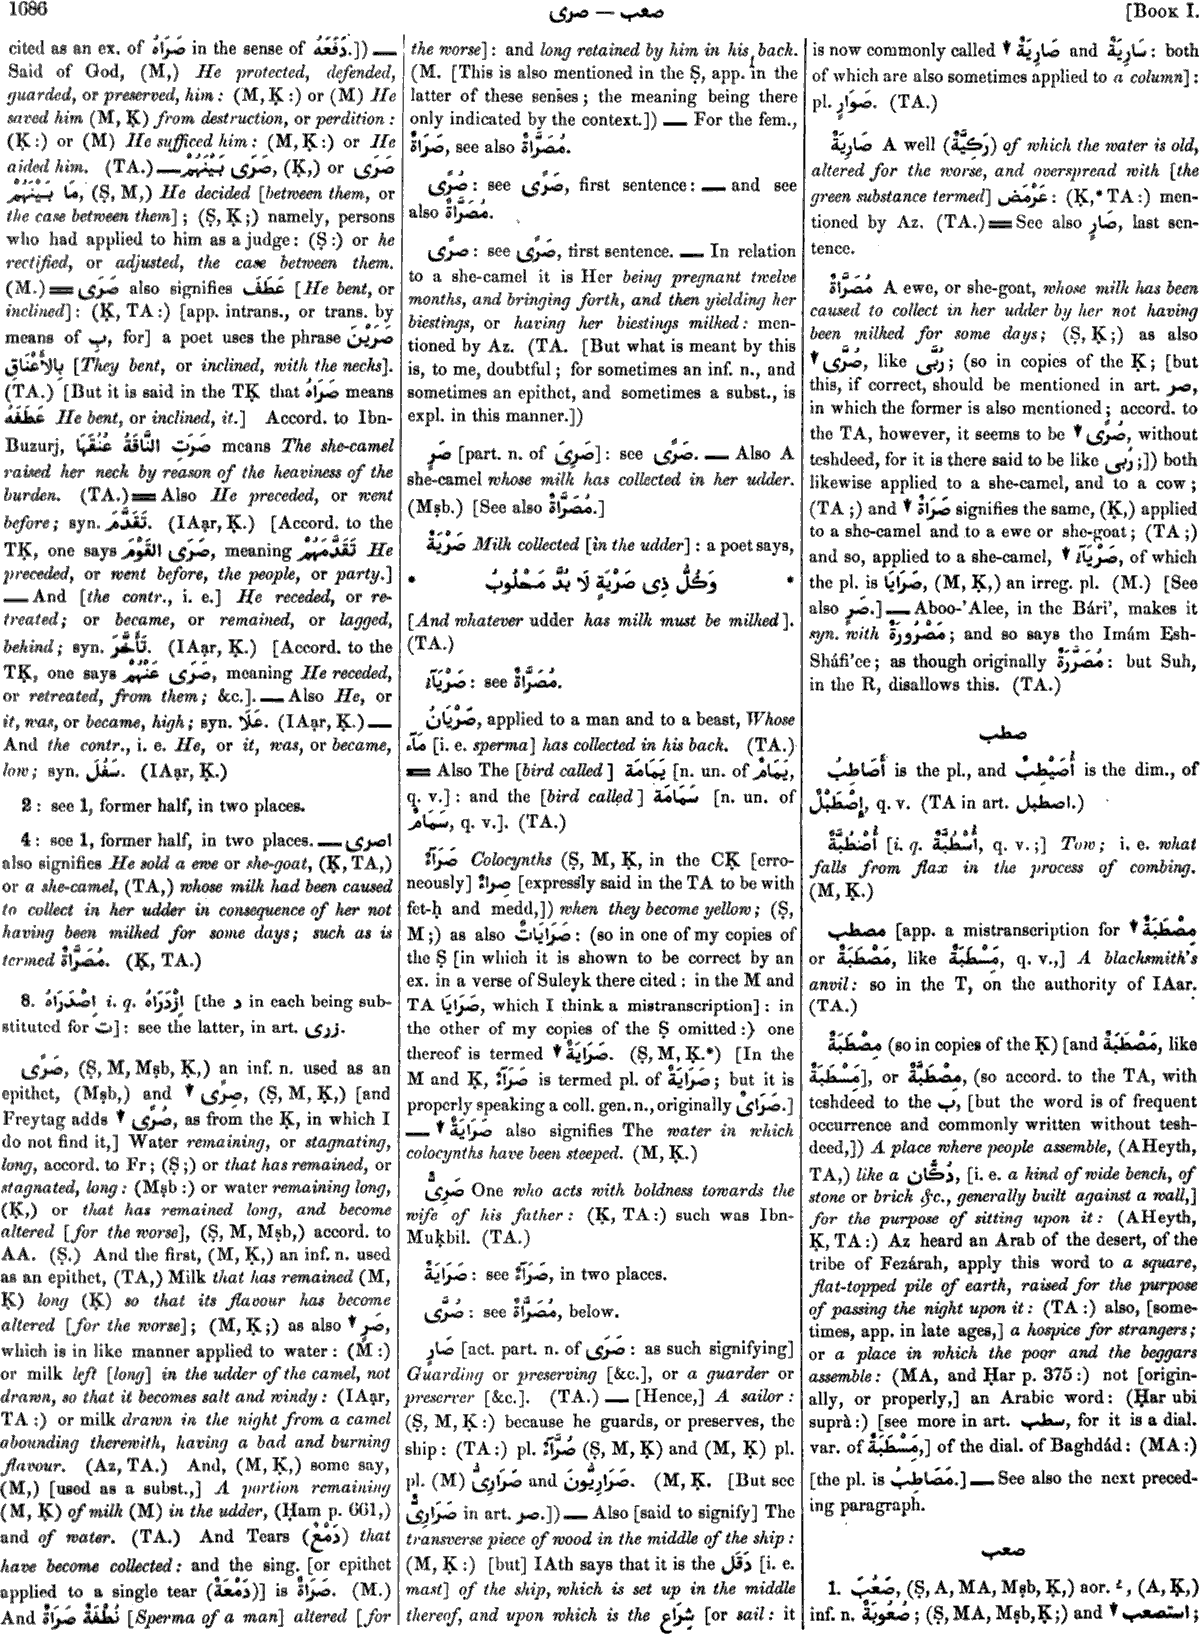 1686
صعب — صرى
[BOOK I.
cited as an ex. of صَرَاهُ in the sense of دَفَعَهُ.]) —
Said of God, (M,) He protected, defended,
guarded, or preserved, him : (M, Ḳ :) or (M) He
saved him (M, Ḳ) from destruction, or perdition :
(Ḳ :) or (M) He sufficed him : (M, Ḳ :) or He
aided him. (TA.) — صَرَى بَيْنَهُمْ, (Ḳ,) or صَرَى
مَا بَيْنَهُمْ, (Ṣ, M,) He decided [between them, or
the case between them] ; (Ṣ, Ḳ ;) namely, persons
who had applied to him as a judge : (Ṣ :) or he
rectified, or adjusted, the case between them.
(M.) = صَرَى also signifies عَطَفَ [He bent, or
inclined] : (Ḳ, TA :) [app. intrans., or trans. by
means of ب, for] a poet uses the phrase صَرَيْنَ
بِالأَعْنَاقِ [They bent, or inclined, with the necks].
(TA.) [But it is said in the TḲ that صَرَاهُ means
عَطَفَهُ He bent, or inclined, it.] Accord. to Ibn-
Buzurj, صَرَتِ النَّاقَةُ عُنُقَهَا means The she-camel
raised her neck by reason of the heaviness of the
burden. (TA.) = Also He preceded, or went
before ; syn. تَقَدَّمَ. (IAạr, Ḳ.) [Accord. to the
TḲ, one says صَرَى القَوْمَ, meaning تَقَدَّمَهُمْ He
preceded, or went before, the people, or party.]
— And [the contr., i. e.] He receded, or re-
treated ; or became, or remained, or lagged,
behind ; syn. تَأَخَّرَ. (IAạr, Ḳ.) [Accord. to the
TḲ, one says صَرَى عَنْهُمْ, meaning He receded,
or retreated, from them ; &c.]. — Also He, or
it, was, or became, high ; syn. عَلَا. (IAạr, Ḳ.) —
And the contr., i. e. He, or it, was, or became,
low ; syn. سَفُلَ. (IAạr, Ḳ.)
2 : see 1, former half, in two places.
4 : see 1, former half, in two places. — اصرى
also signifies He sold a ewe or she-goat, (Ḳ, TA,)
or a she-camel, (TA,) whose milk had been caused
to collect in her udder in consequence of her not
having been milked for some days ; such as is
termed مُصَرَّاةٌ. (Ḳ, TA.)
8. اِصْدَرَاهُ i. q. اِزْدَرَاهُ [the د in each being sub-
stituted for ت] : see the latter, in art. زرى.
صَرًى, (Ṣ, M, Mṣb, Ḳ,) an inf. n. used as an
epithet, (Mṣb,) and ▼ صِرًى, (Ṣ, M, Ḳ,) [and
Freytag adds ▼ صُرًى, as from the Ḳ, in which I
do not find it,] Water remaining, or stagnating,
long, accord. to Fr ; (Ṣ ;) or that has remained, or
stagnated, long : (Mṣb :) or water remaining long,
(Ḳ,) or that has remained long, and become
altered [for the worse], (Ṣ, M, Mṣb,) accord. to
AA. (Ṣ.) And the first, (M, Ḳ,) an inf. n. used
as an epithet, (TA,) Milk that has remained (M,
Ḳ) long (Ḳ) so that its flavour has become
altered [for the worse] ; (M, Ḳ ;) as also ▼ صَرٍ,
which is in like manner applied to water : (M :)
or milk left [long] in the udder of the camel, not
drawn, so that it becomes salt and windy : (IAạr,
TA :) or milk drawn in the night from a camel
abounding therewith, having a bad and burning
flavour. (Az, TA.) And, (M, Ḳ,) some say,
(M,) [used as a subst.,] A portion remaining
(M, Ḳ) of milk (M) in the udder, (Ḥam p. 661,)
and of water. (TA.) And Tears (دَمْعٌ) that
have become collected : and the sing. [or epithet
applied to a single tear (دَمْعَةٌ)] is صَرَاةٌ. (M.)
And نُطْفَةٌ صَرَاةٌ [Sperma of a man] altered [for
the worse] : and long retained by him in his back.
(M. [This is also mentioned in the Ṣ, app. in the
latter of these senses ; the meaning being there
only indicated by the context.]) — For the fem.,
صَرَاةٌ, see also مُصَرَّاةٌ.
صُرًى : see صَرًى, first sentence : — and see
also مُصَرَّاةٌ.
صِرًى : see صَرًى, first sentence. — In relation
to a she-camel it is Her being pregnant twelve
months, and bringing forth, and then yielding her
biestings, or having her biestings milked : men-
tioned by Az. (TA. [But what is meant by this
is, to me, doubtful ; for sometimes an inf. n., and
sometimes an epithet, and sometimes a subst., is
expl. in this manner.])
صَرٍ [part. n. of صَرِىَ] : see صَرًى. — Also A
she-camel whose milk has collected in her udder.
(Mṣb.) [See also مُصَرَّاةٌ.]
صَرْيَةٌ Milk collected [in the udder] : a poet says,
* وَكُلُّ ذِى صَرْيَةٍ لَا بُدَّ مَحْلُوبُ *
[And whatever udder has milk must be milked].
(TA.)
صَرْيَآءُ : see مُصَرَّاةٌ.
صَرْيَانُ, applied to a man and to a beast, Whose
مَآء [i. e. sperma] has collected in his back. (TA.)
= Also The [bird called] يَمَامَة [n. un. of يَمَامٌ,
q. v.] : and the [bird called] سَمَامَة [n. un. of
سَمَامٌ, q. v.]. (TA.)
صَرَآءٌ Colocynths (Ṣ, M, Ḳ, in the CḲ [erro-
neously] صِراءٌ [expressly said in the TA to be with
fet-ḥ and medd,]) when they become yellow ; (Ṣ,
M ;) as also صَرَايَاتٌ : (so in one of my copies of
the Ṣ [in which it is shown to be correct by an
ex. in a verse of Suleyk there cited : in the M and
TA صَرَايَا, which I think a mistranscription] : in
the other of my copies of the Ṣ omitted :) one
thereof is termed ▼ صَرَايَةٌ. (Ṣ, M, Ḳ.*) [In the
M and Ḳ, صَرَآءٌ is termed pl. of صَرَايَةٌ ; but it is
properly speaking a coll. gen. n., originally صَرَاىٌ.]
— ▼ صَرَايَةٌ also signifies The water in which
colocynths have been steeped. (M, Ḳ.)
صَرِىٌّ One who acts with boldness towards the
wife of his father : (Ḳ, TA :) such was Ibn-
Muḳbil. (TA.)
صَرَايَةٌ : see صَرَآءٌ, in two places.
صُرَّى : see مُصَرَّاةٌ, below.
صَارٍ [act. part. n. of صَرَى : as such signifying]
Guarding or preserving [&c.], or a guarder or
preserver [&c.]. (TA.) — [Hence,] A sailor :
(Ṣ, M, Ḳ :) because he guards, or preserves, the
ship : (TA :) pl. صُرَّآءٌ (Ṣ, M, Ḳ) and (M, Ḳ) pl.
pl. (M) صَرَارِىُّ and صَرَارِيُّونَ. (M, Ḳ. [But see
صَرَارِىٌّ in art. صر.]) — Also [said to signify] The
transverse piece of wood in the middle of the ship :
(M, Ḳ :) [but] IAth says that it is the دَقَل [i. e.
mast] of the ship, which is set up in the middle
thereof, and upon which is the شِرَاع [or sail : it
is now commonly called ▼ صَارِيَةٌ and سَارِيَةٌ : both
of which are also sometimes applied to a column] :
pl. صَوَارٍ. (TA.)
صَارِيَةٌ A well (رَكِيَّةٌ) of which the water is old,
altered for the worse, and overspread with [the
green substance termed] عَرْمَض : (Ḳ,* TA :) men-
tioned by Az. (TA.) = See also صَارٍ, last sen-
tence.
مُصَرَّاةٌ A ewe, or she-goat, whose milk has been
caused to collect in her udder by her not having
been milked for some days ; (Ṣ, Ḳ ;) as also
▼ صُرَّى, like رُبَّى ; (so in copies of the Ḳ ; [but
this, if correct, should be mentioned in art. صر,
in which the former is also mentioned ; accord. to
the TA, however, it seems to be ▼ صُرًى, without
teshdeed, for it is there said to be like رُبى ;]) both
likewise applied to a she-camel, and to a cow ;
(TA ;) and ▼ صَرَاةٌ signifies the same, (Ḳ,) applied
to a she-camel and to a ewe or she-goat ; (TA ;)
and so, applied to a she-camel, ▼ صَرْيَآءُ, of which
the pl. is صَرَايَا, (M, Ḳ,) an irreg. pl. (M.) [See
also صَرٍ.] — Aboo-'Alee, in the Bári', makes it
syn. with مَصْرُورَةٌ ; and so says the Imám Esh-
Sháfi'ee ; as though originally مُصَرَّرَةٌ : but Suh,
in the R, disallows this. (TA.)
صطب
أَصَاطِبُ is the pl., and أُصَيْطِبٌ is the dim., of
إِصْطَبْلٌ, q. v. (TA in art. اصطبل.)
أُصْطُبَّةٌ [i. q. أُسْطُبَّةٌ, q. v. ;] Tow ; i. e. what
falls from flax in the process of combing.
(M, Ḳ.)
مصطب [app. a mistranscription for ▼ مِصْطَبَةٌ
or مَصْطَبَةٌ, like مَسْطَبَةٌ, q. v.,] A blacksmith's
anvil : so in the T, on the authority of IAar.
(TA.)
مِصْطَبَةٌ (so in copies of the Ḳ) [and مَصْطَبَةٌ, like
مَسْطَبَةٌ], or مِصْطَبَّةٌ, (so accord. to the TA, with
teshdeed to the ب, [but the word is of frequent
occurrence and commonly written without tesh-
deed,]) A place where people assemble, (AHeyth,
TA,) like a دُكَّان, [i. e. a kind of wide bench, of
stone or brick &c., generally built against a wall,]
for the purpose of sitting upon it : (AHeyth,
Ḳ, TA :) Az heard an Arab of the desert, of the
tribe of Fezárah, apply this word to a square,
flat-topped pile of earth, raised for the purpose
of passing the night upon it : (TA :) also, [some-
times, app. in late ages,] a hospice for strangers ;
or a place in which the poor and the beggars
assemble : (MA, and Ḥar p. 375 :) not [origin-
ally, or properly,] an Arabic word : (Ḥar ubi
suprà :) [see more in art. سطب, for it is a dial.
var. of مَسْطَبَةٌ,] of the dial. of Baghdád : (MA :)
[the pl. is مَصَاطِبُ.] — See also the next preced-
ing paragraph.
صعب
1. صَعُبَ, (Ṣ, A, MA, Mṣb, Ḳ,) aor. ـُ, (A, Ḳ,)
inf. n. صُعُوبَةٌ ; (Ṣ, MA, Mṣb, Ḳ ;) and ▼ استصعب ;